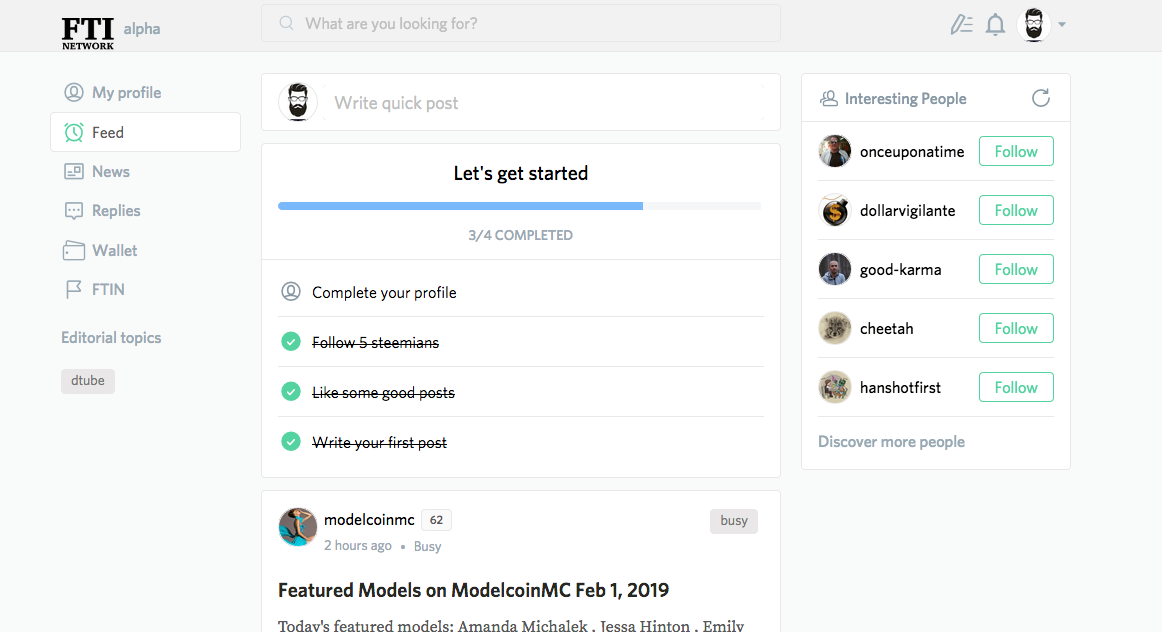 FTI
NETWORK
alpha
What are you looking for?
My profile
Feed
News
Replies
Wallet
FTIN
Editorial topics
dtube
Write quick post
Let's get started
3/4 COMPLETED
Complete your profile
Follow 5 steemians
Like some good posts
Write your first post
modelcoinmc 62
busy
2 hours ago • Busy
Featured Models on ModelcoinMC Feb 1, 2019
Today's featured models: Amanda Michalek , Jessa Hinton , Emily
Interesting People
onceuponatime Follow
dollarvigilante Follow
good-karma Follow
cheetah Follow
hanshotfirst Follow
Discover more people